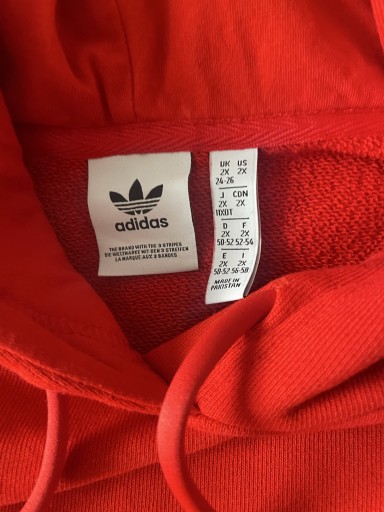 adidas
THE BRAND WITH THE 3 STRIPES
DIE WELTMARKE MIT DEN 3 STREIFEN
LA MARQUE AUX 3 BANDES
UK US
2X 2X
24-26
J CDN
2X 2X
D F
2X 2X
50-52 52-54
E I
2X 2X
50-52 56-58
MADE IN
PAKISTAN